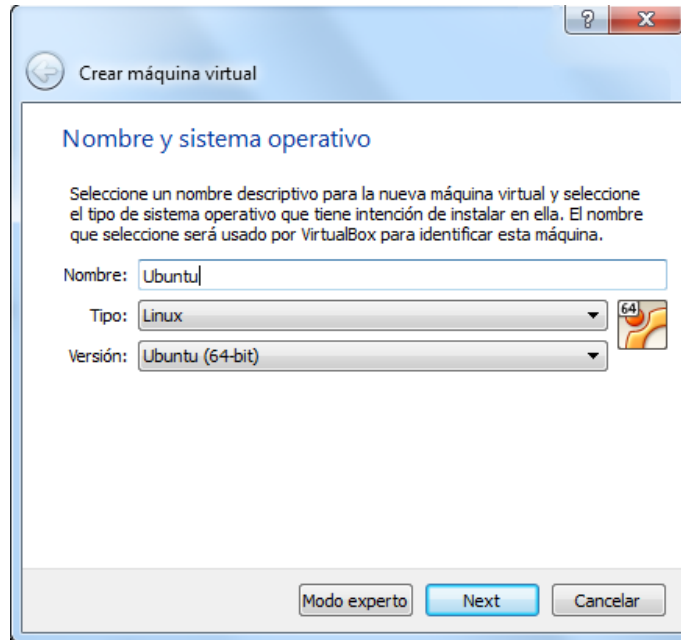 Crear máquina virtual
Nombre y sistema operativo
Seleccione un nombre descriptivo para la nueva máquina virtual y seleccione
el tipo de sistema operativo que tiene intención de instalar en ella. El nombre
que seleccione será usado por VirtualBox para identificar esta máquina.
Nombre: Ubuntu
Tipo: Linux
64
Versión: Ubuntu (64-bit)
Modo experto Next Cancelar